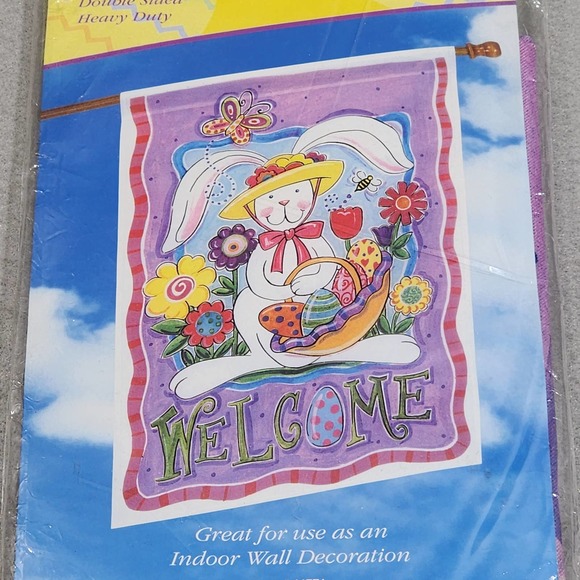 Double Sided
Heavy Duty
WELCOME
Great for use as an
Indoor Wall Decoration